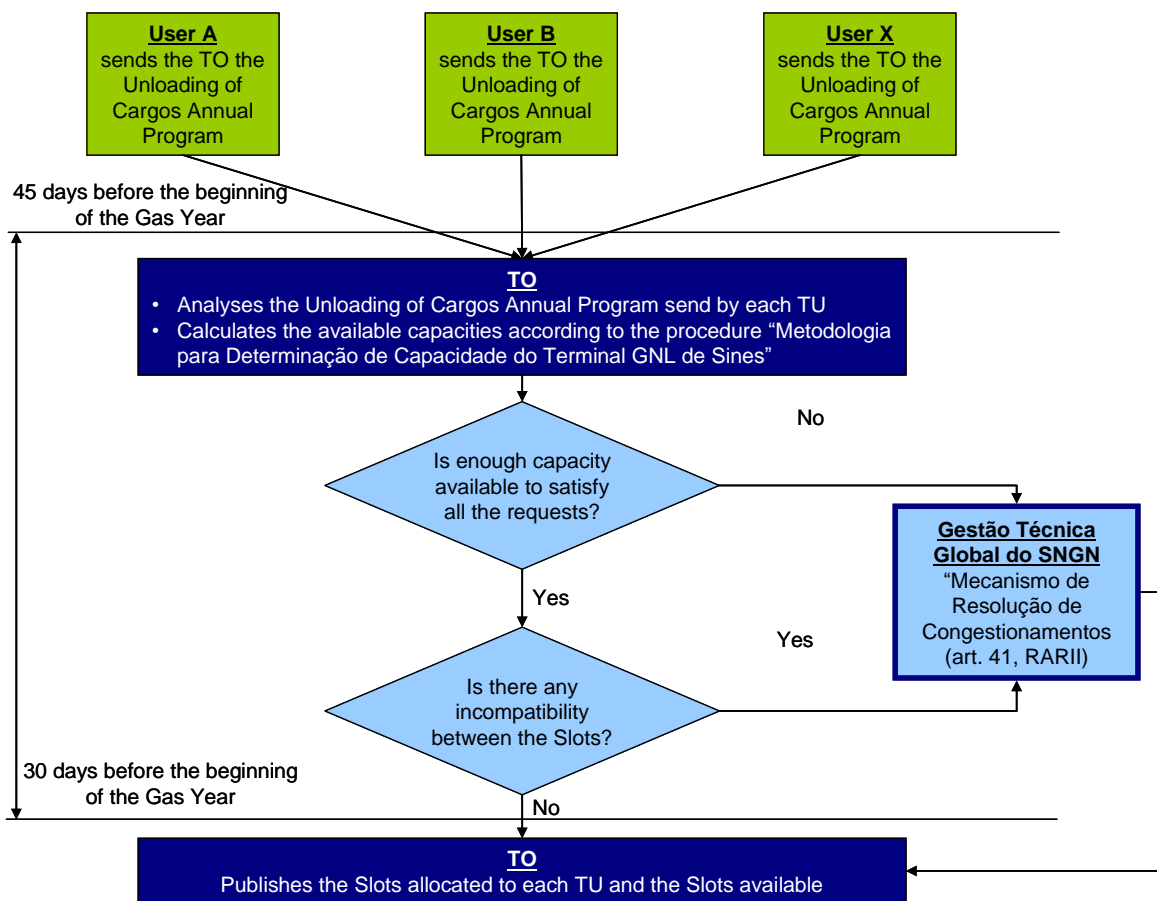 User A
sends the TO the
Unloading of
Cargos Annual
Program
User B
sends the TO the
Unloading of
Cargos Annual
Program
User X
sends the TO the
Unloading of
Cargos Annual
Program
45 days before the beginning
of the Gas Year
TO
• Analyses the Unloading of Cargos Annual Program send by each TU
• Calculates the available capacities according to the procedure “Metodologia
para Determinação de Capacidade do Terminal GNL de Sines”
No
Is enough capacity
available to satisfy
all the requests?
Gestão Técnica
Global do SNGN
“Mecanismo de
Resolução de
Congestionamentos
(art. 41, RARII)
Yes
Yes
Is there any
incompatibility
between the Slots?
30 days before the beginning
of the Gas Year
No
TO
Publishes the Slots allocated to each TU and the Slots available